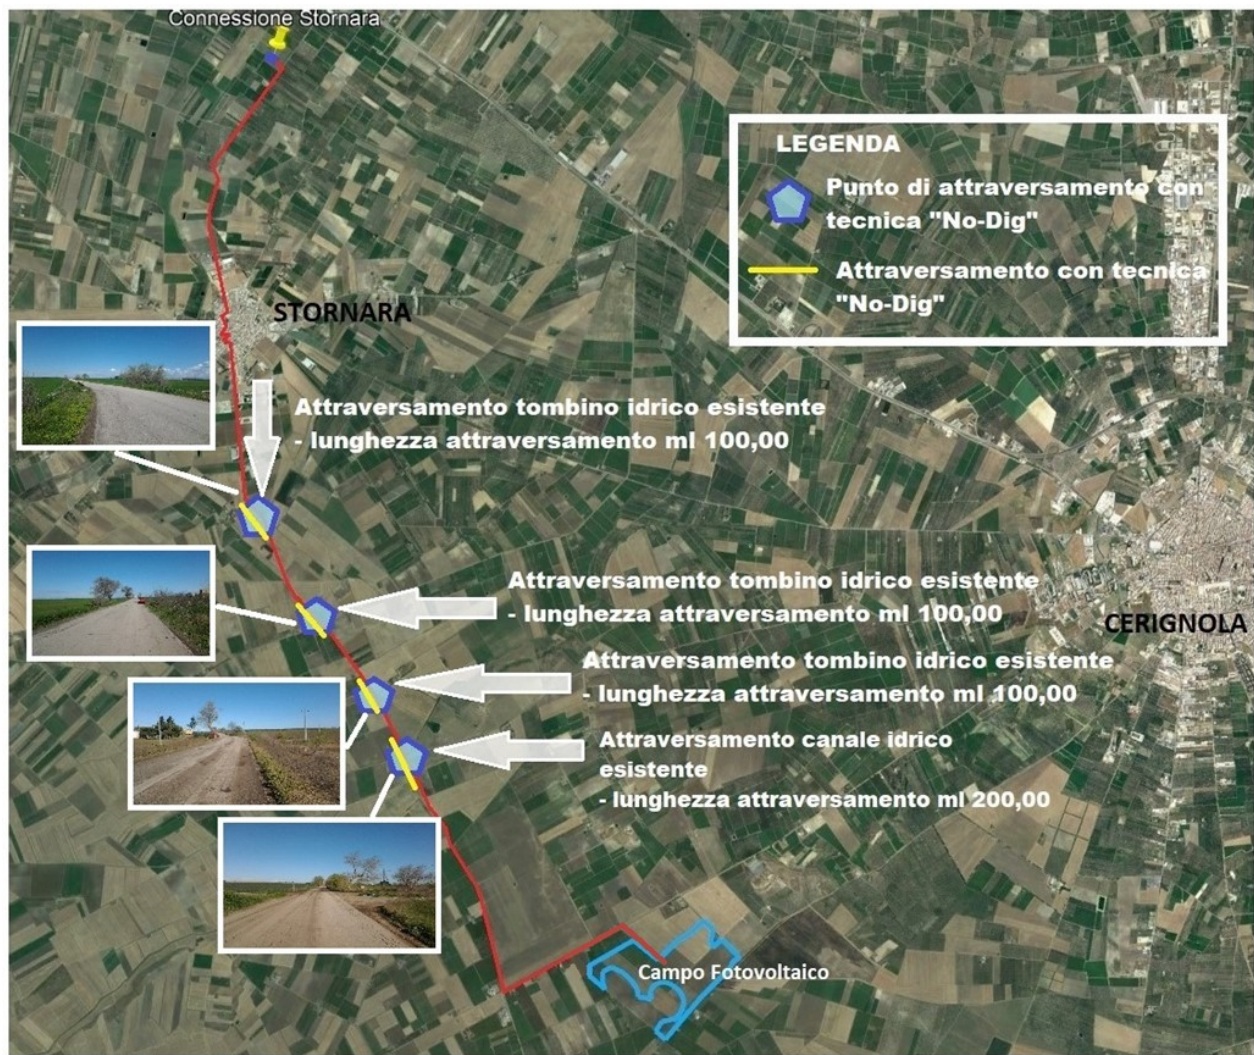 Connessione Stornara
LEGENDA
Punto di attraversamento con
tecnica "No-Dig"
Attraversamento con tecnica
"No-Dig"
STORNARA
Attraversamento tombino idrico esistente
- lunghezza attraversamento ml 100,00
Attraversamento tombino idrico esistente
- lunghezza attraversamento ml 100,00
CERIGNOLA
Attraversamento tombino idrico esistente
- lunghezza attraversamento ml 100,00
Attraversamento canale idrico
esistente
- lunghezza attraversamento ml 200,00
Campo Fotovoltaico